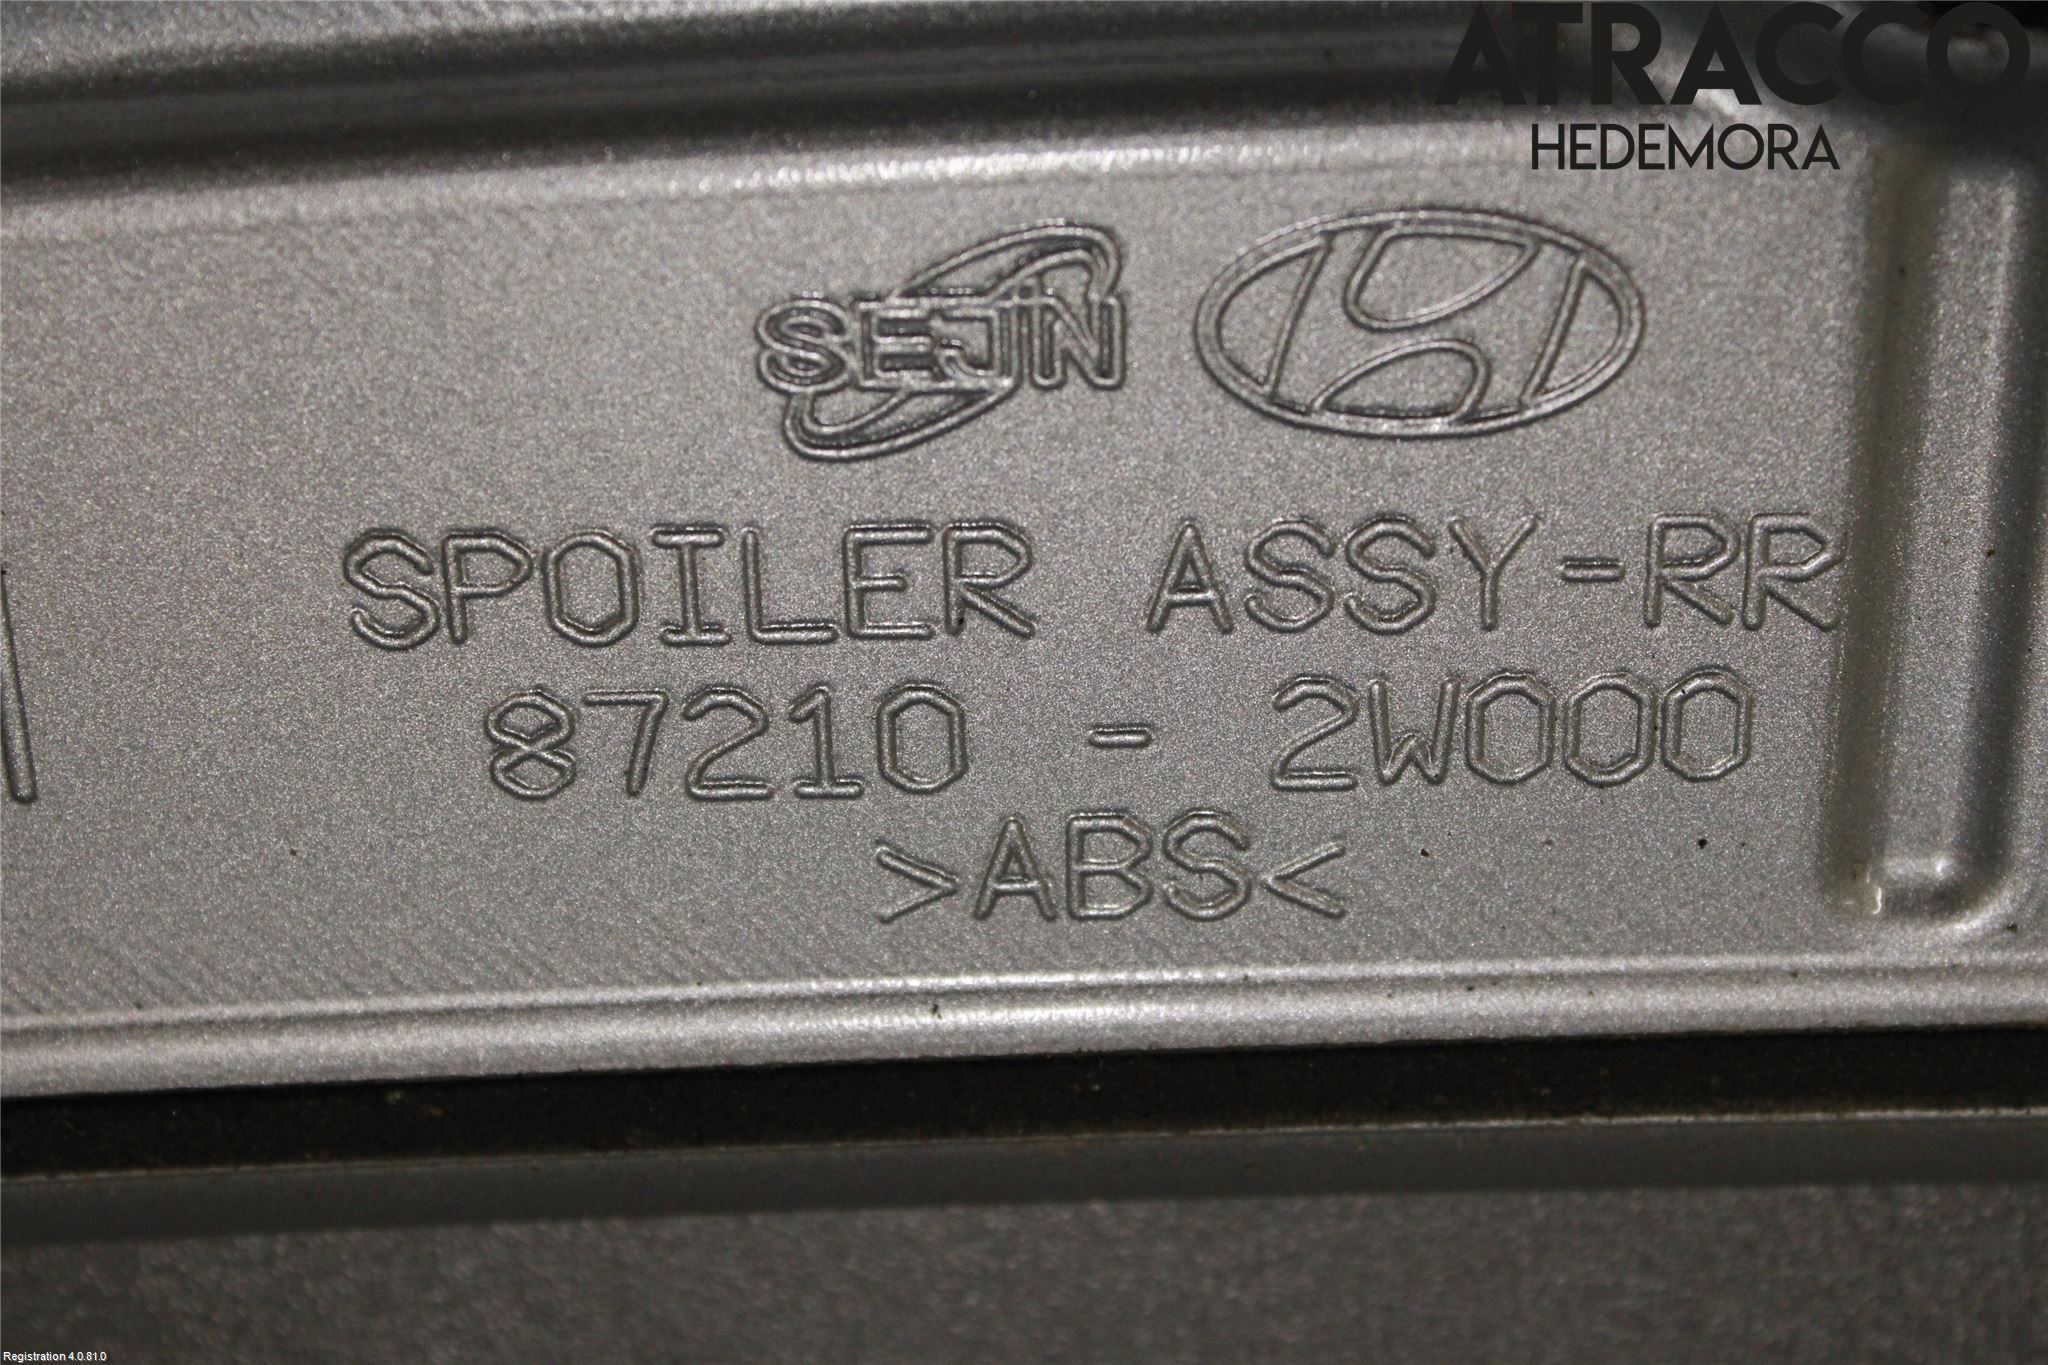 ATRACCO
HEDEMORA
SEJIN
SPOILER ASSY-RR
87210 - 2W000
>ABS<
Registration 4.0.81.0